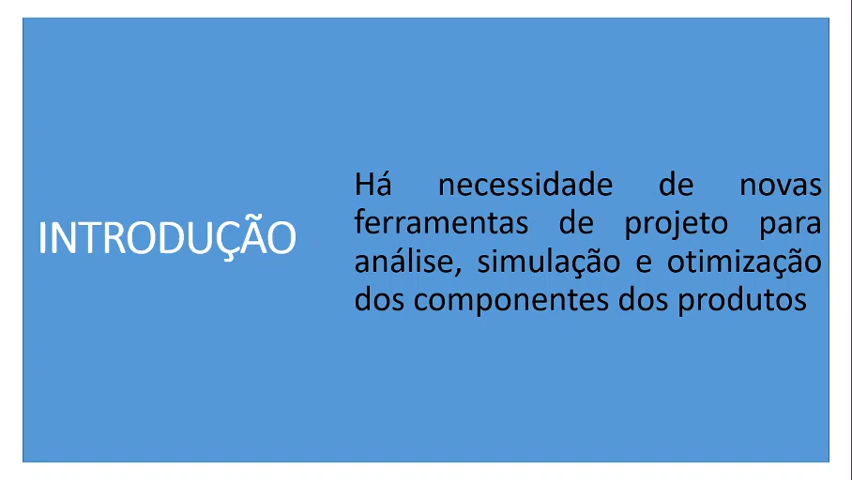 INTRODUÇÃO
Há necessidade de novas
ferramentas de projeto para
análise, simulação e otimização
dos componentes dos produtos